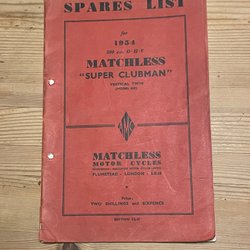 SPARES LIST
for
1954
MATCHLESS
"SUPER CLUBMAN"
VERTICAL TWIN
MATCHLESS
MOTOR CYCLES
PLUMSTEAD - LONDON - S.E.18
Price:
TWO SHILLINGS and SIXPENCE